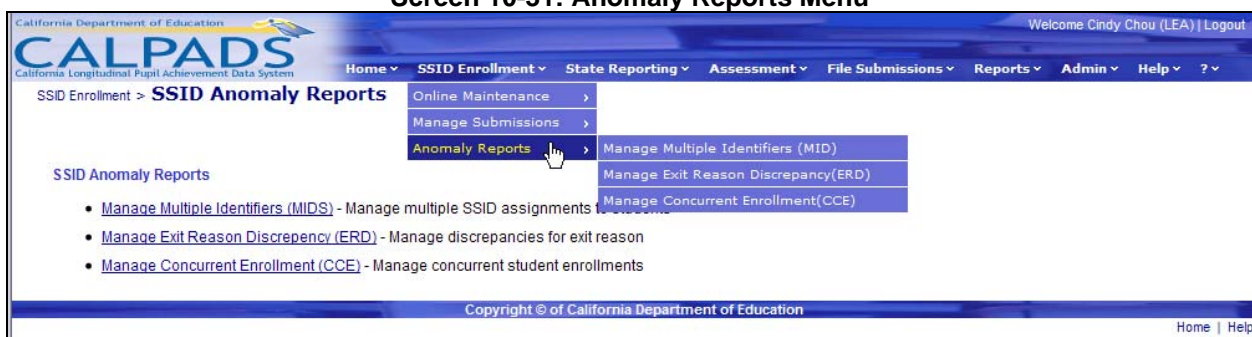 Screen 10-31: Anomaly Reports Menu
California Department of Education
Welcome Cindy Chou (LEA) | Logout
CALPADS
California Longitudinal Pupil Achievement Data System
Home SSID Enrollment State Reporting Assessment File Submissions Reports Admin Help ?
SSID Enrollment > SSID Anomaly Reports
Online Maintenance
Manage Submissions
Anomaly Reports
Manage Multiple Identifiers (MID)
Manage Exit Reason Discrepancy(ERD)
Manage Concurrent Enrollment(CCE)
SSID Anomaly Reports
• Manage Multiple Identifiers (MIDS) - Manage multiple SSID assignments to students
• Manage Exit Reason Discrepency (ERD) - Manage discrepancies for exit reason
• Manage Concurrent Enrollment (CCE) - Manage concurrent student enrollments
Copyright © of California Department of Education
Home | Help